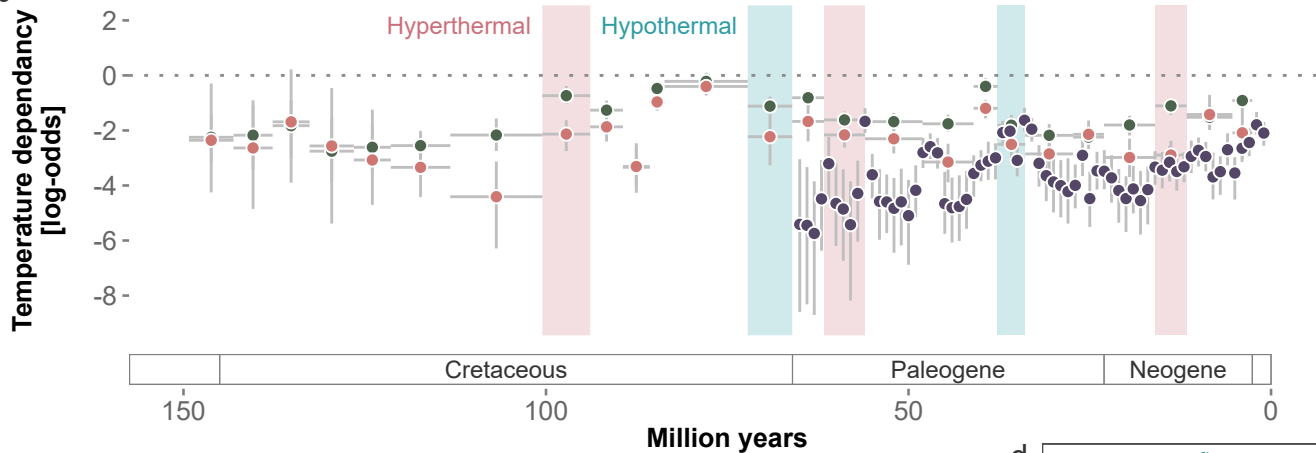 2
Hyperthermal Hypothermal
0
-2
-4
-6
-8
Temperature dependancy
[log-odds]
Cretaceous Paleogene Neogene
150 100 50 0
Million years